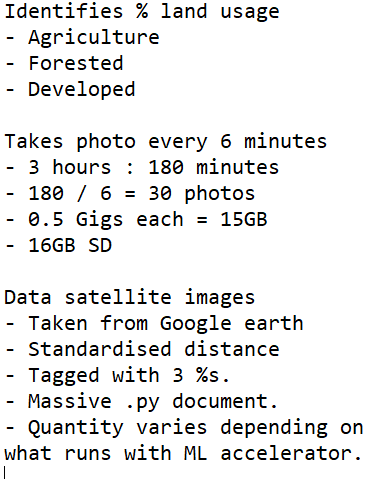 Identifies % land usage
- Agriculture
- Forested
- Developed
Takes photo every 6 minutes
- 3 hours : 180 minutes
- 180 / 6 = 30 photos
- 0.5 Gigs each = 15GB
- 16GB SD
Data satellite images
- Taken from Google earth
- Standardised distance
- Tagged with 3 %s.
- Massive .py document.
- Quantity varies depending on
what runs with ML accelerator.